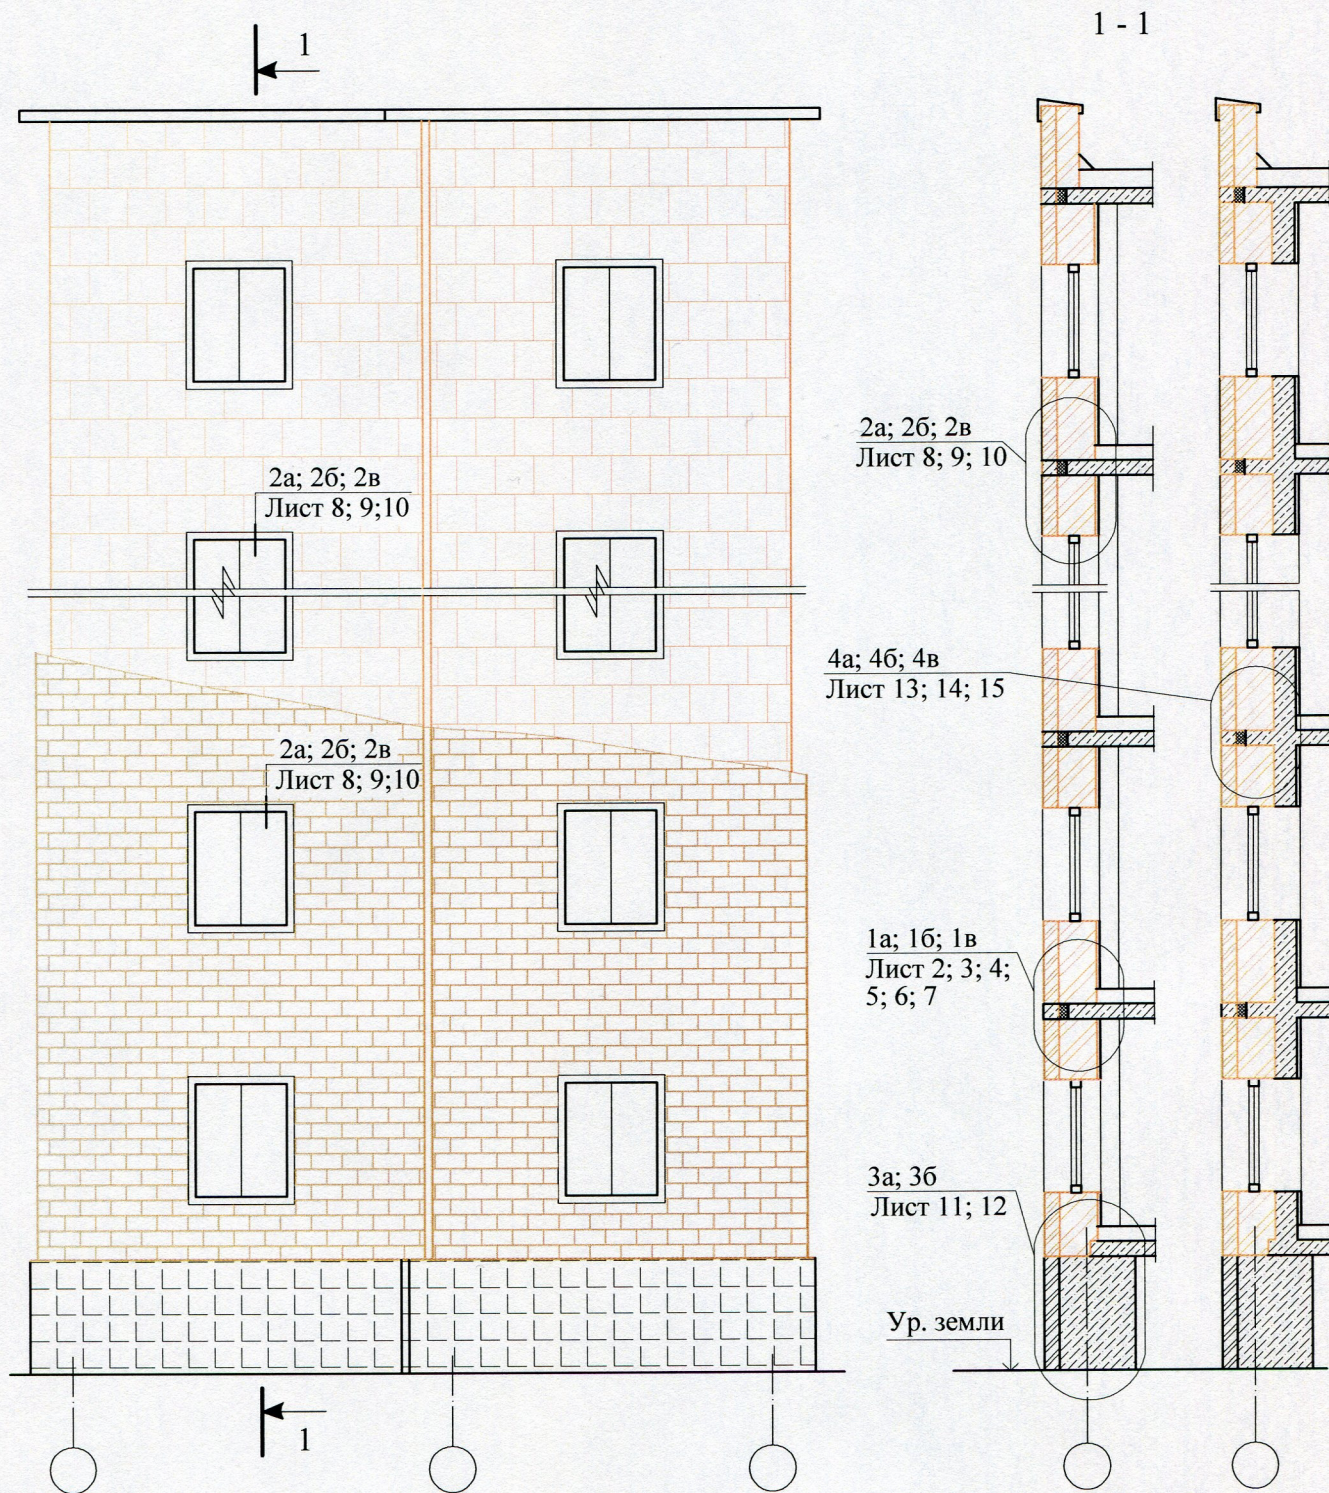 1
1 - 1
2а; 2б; 2в
Лист 8; 9; 10
2а; 2б; 2в
Лист 8; 9;10
4а; 4б; 4в
Лист 13; 14; 15
2а; 2б; 2в
Лист 8; 9;10
1а; 1б; 1в
Лист 2; 3; 4;
5; 6; 7
3а; 3б
Лист 11; 12
Ур. земли
1